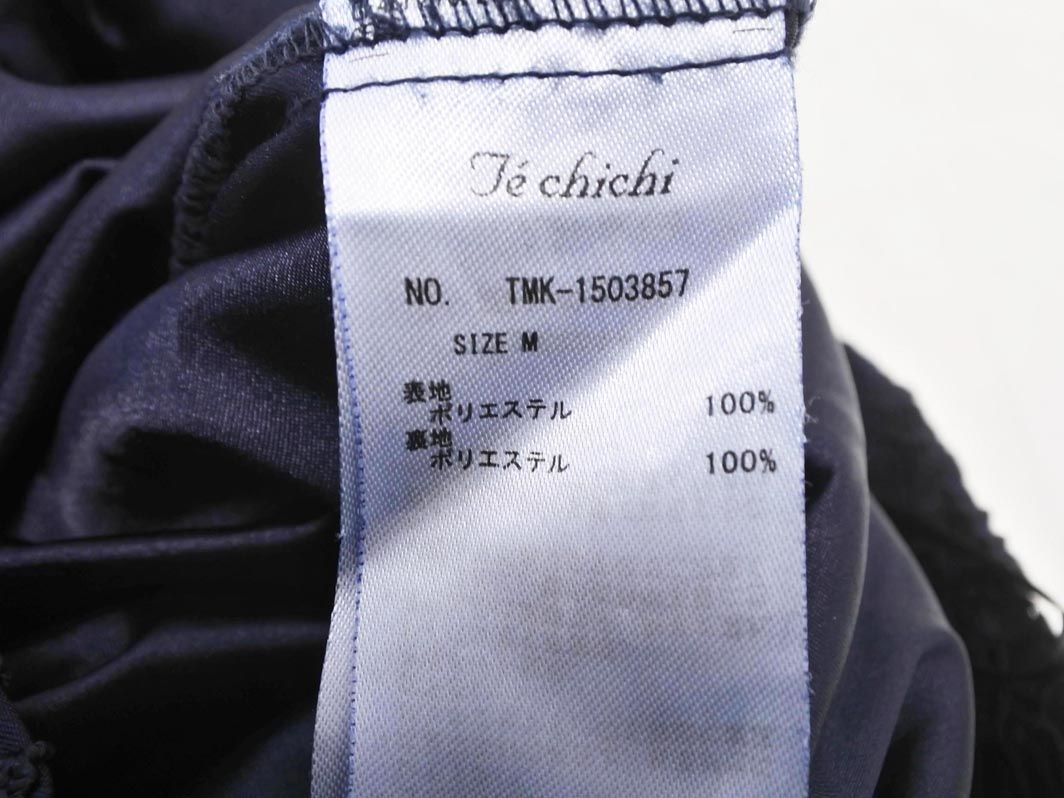 Té chichi
NO. TMK-1503857
SIZE M
表地
ポリエステル 100%
裏地
ポリエステル 100%